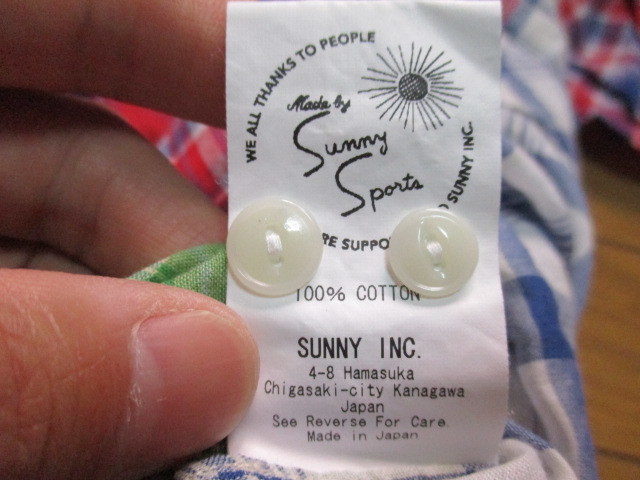 WE ALL THANKS TO PEOPLE
Made by
Sunny
Sports
SUNNY INC.
100% COTTON
SUNNY INC.
4-8 Hamasuka
Chigasaki-city Kanagawa
Japan
See Reverse For Care.
Made in Japan